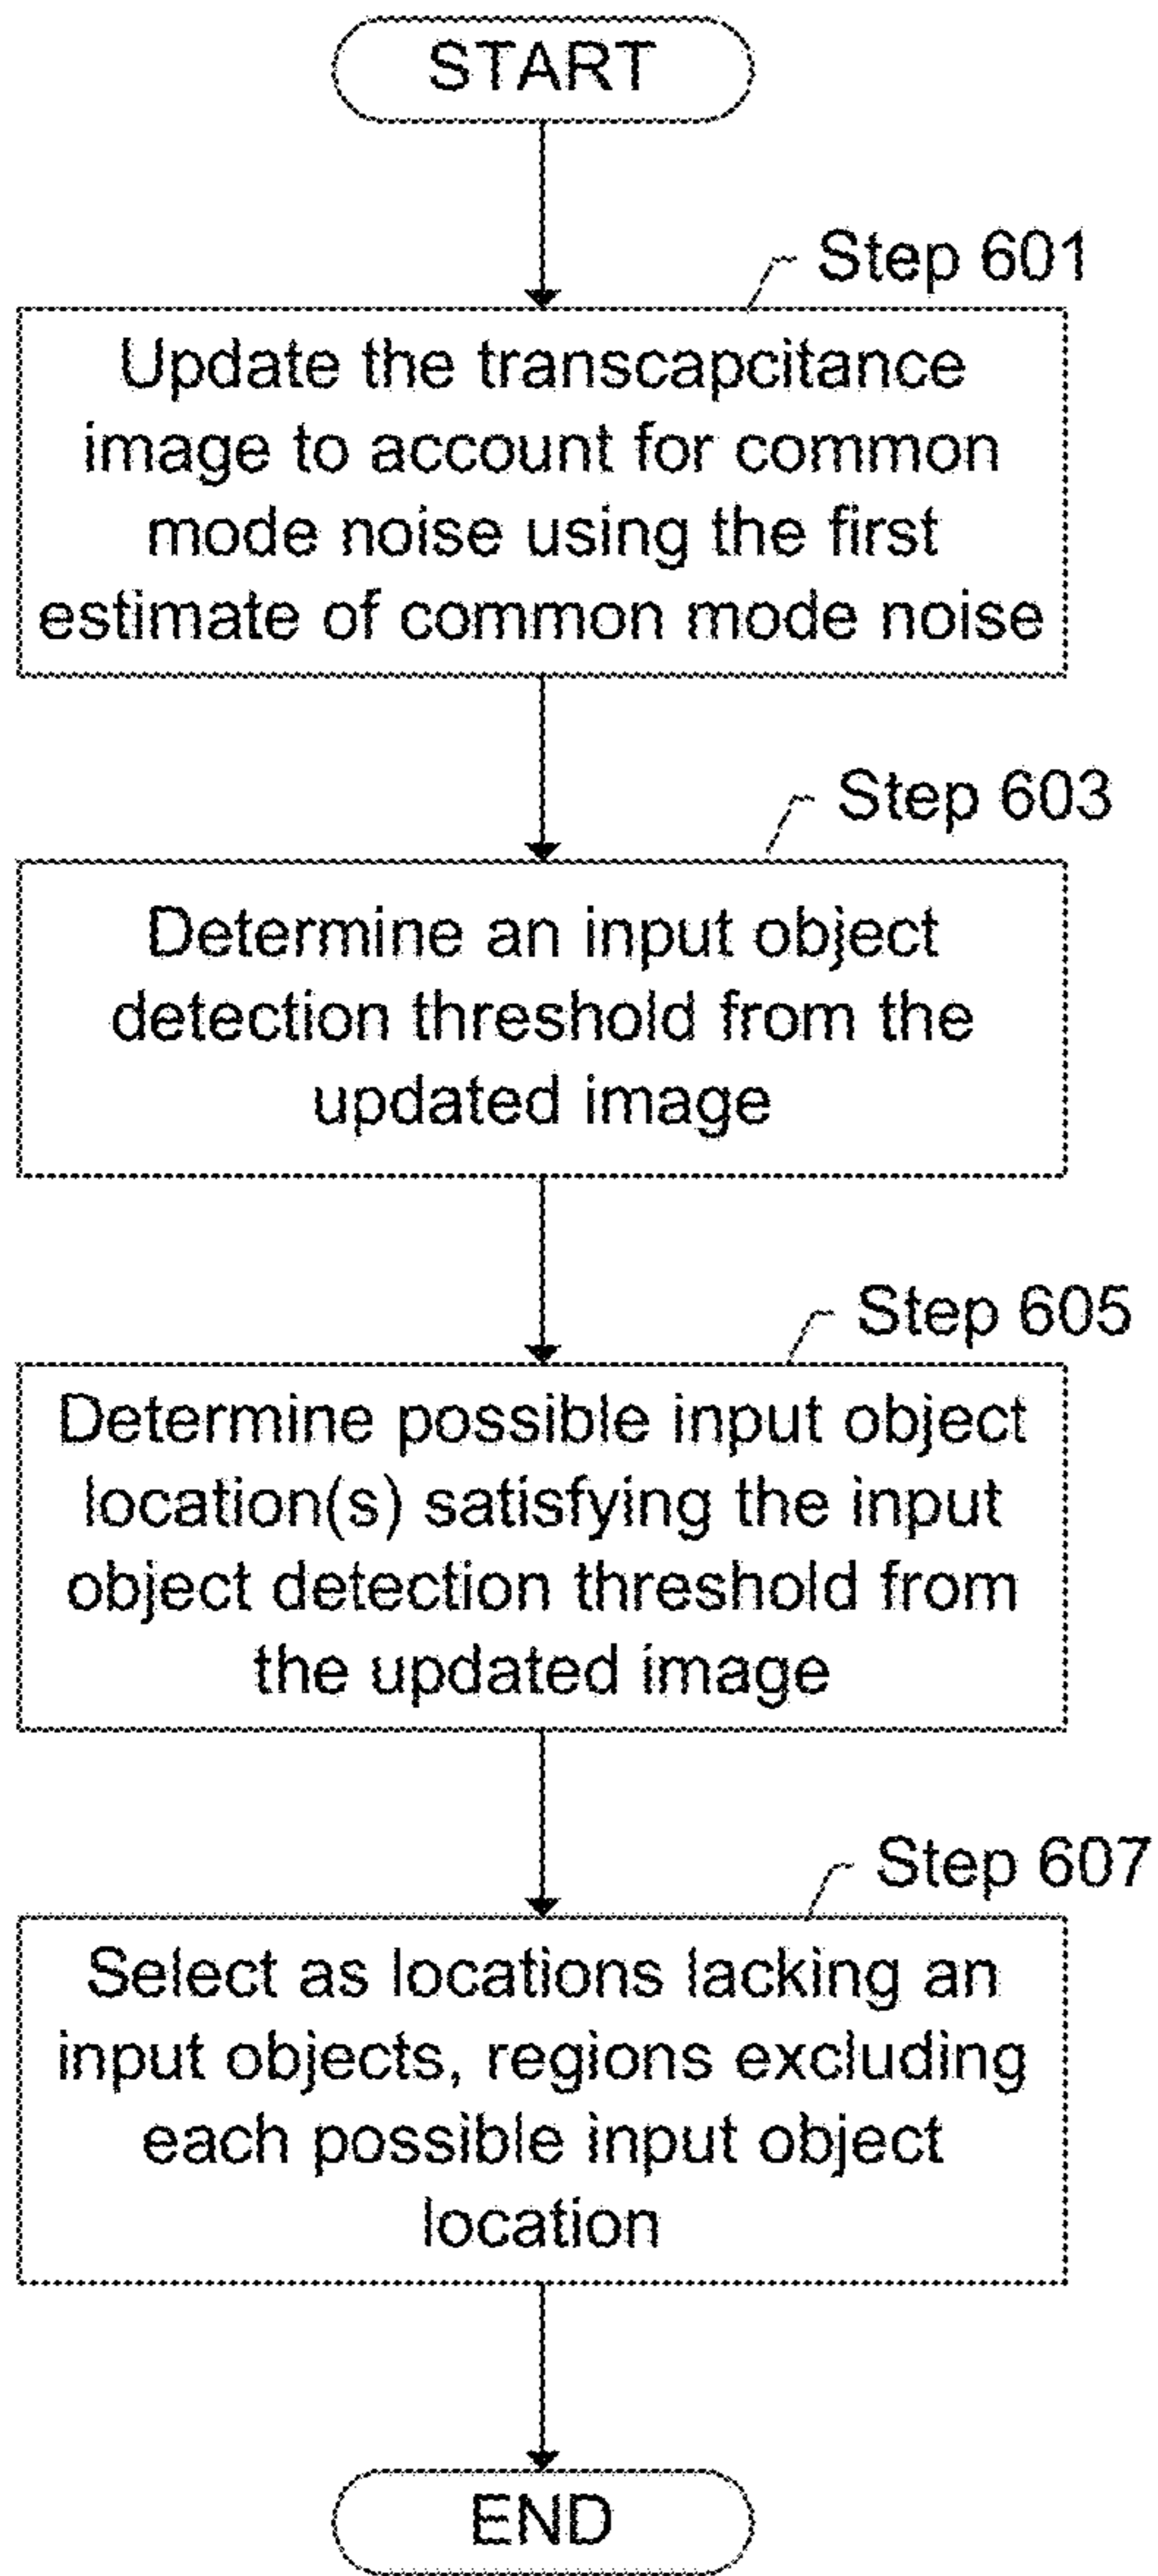 START
Step 601
Update the transcapcitance
image to account for common
mode noise using the first
estimate of common mode noise
Step 603
Determine an input object
detection threshold from the
updated image
Step 605
Determine possible input object
location(s) satisfying the input
object detection threshold from
the updated image
Step 607
Select as locations lacking an
input objects, regions excluding
each possible input object
location
END